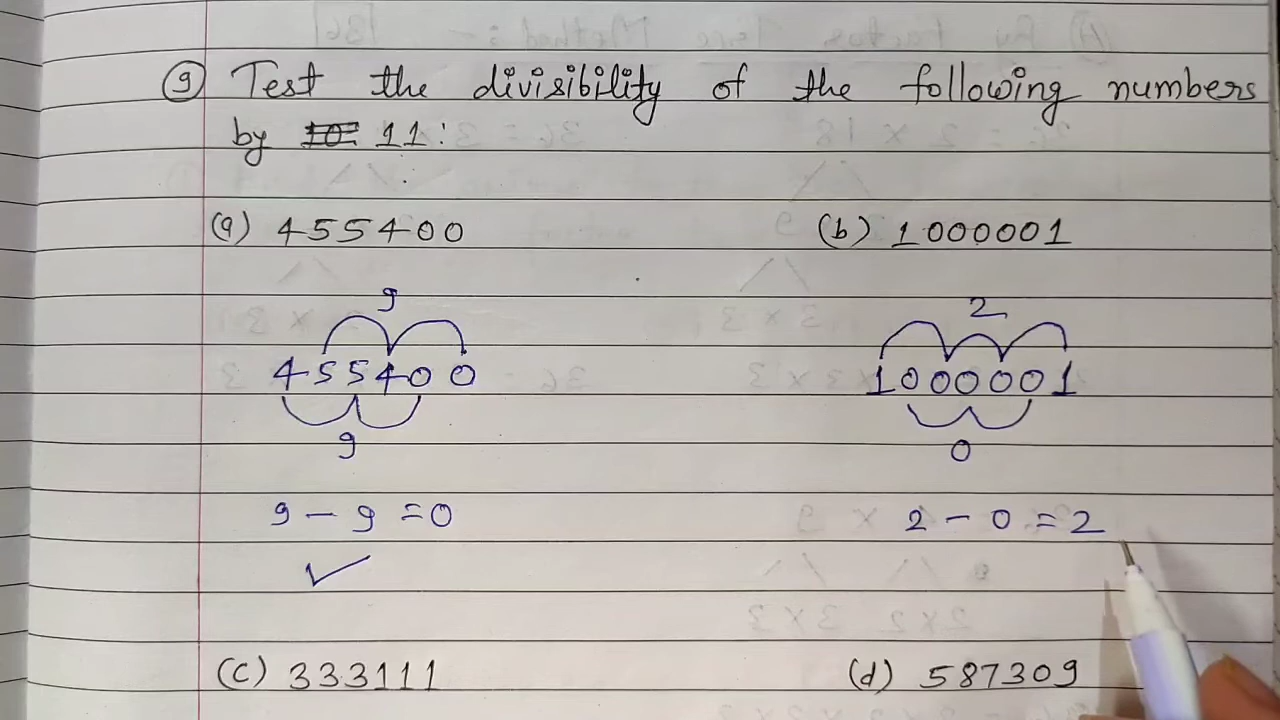 9 Test the divisibility of the following numbers
by 10 11:
(a) 455400 (b) 1000001
9 2
455400 1000001
9 0
9 - 9 = 0 2 - 0 = 2
✓
(c) 333111 (d) 587309